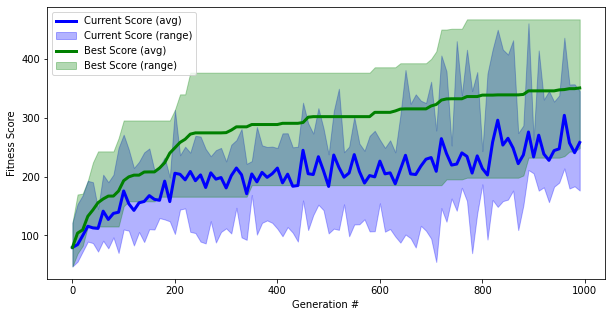 Current Score (avg)
Current Score (range)
Best Score (avg)
Best Score (range)
Fitness Score
400
300
200
100
0
200
400
600
800
1000
Generation #